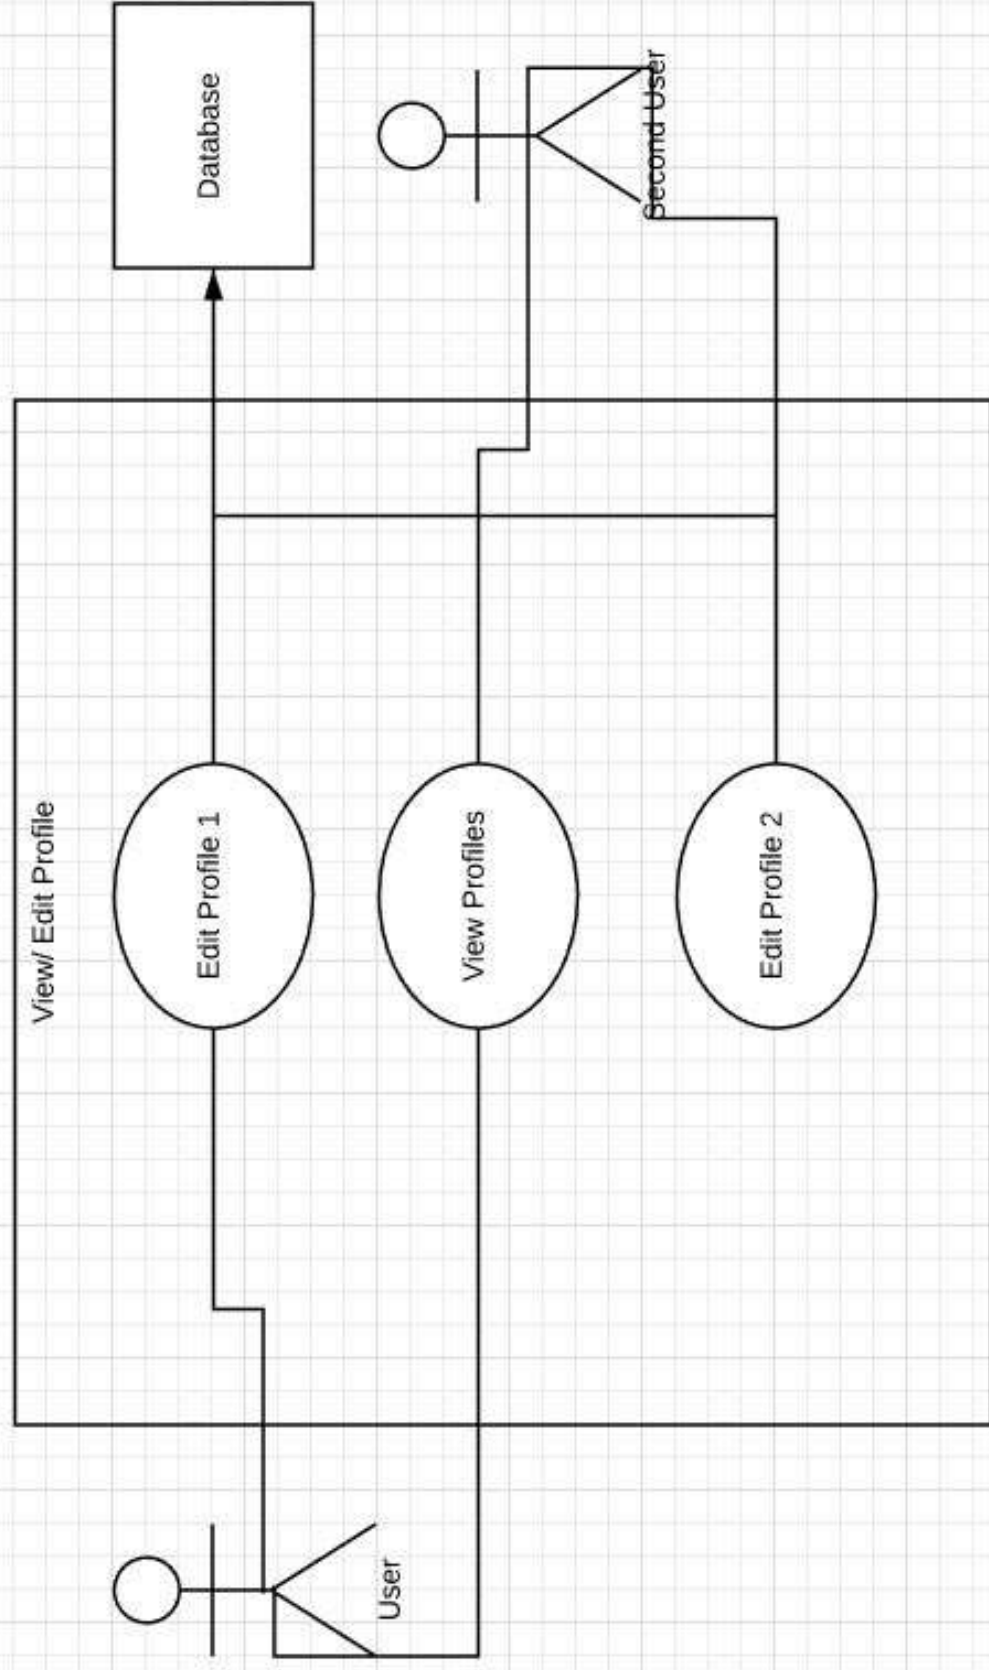 View/ Edit Profile
Database
Edit Profile 1
User
View Profiles
Second User
Edit Profile 2